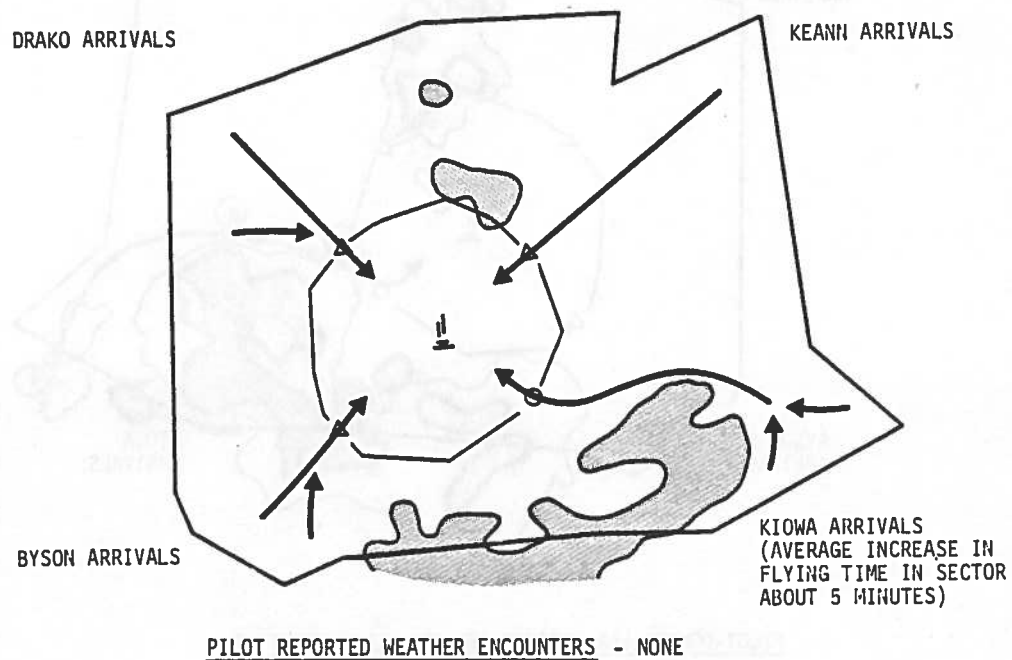 DRAKO ARRIVALS
KEANN ARRIVALS
BYSON ARRIVALS
KIOWA ARRIVALS
(AVERAGE INCREASE IN
FLYING TIME IN SECTOR
ABOUT 5 MINUTES)
PILOT REPORTED WEATHER ENCOUNTERS - NONE